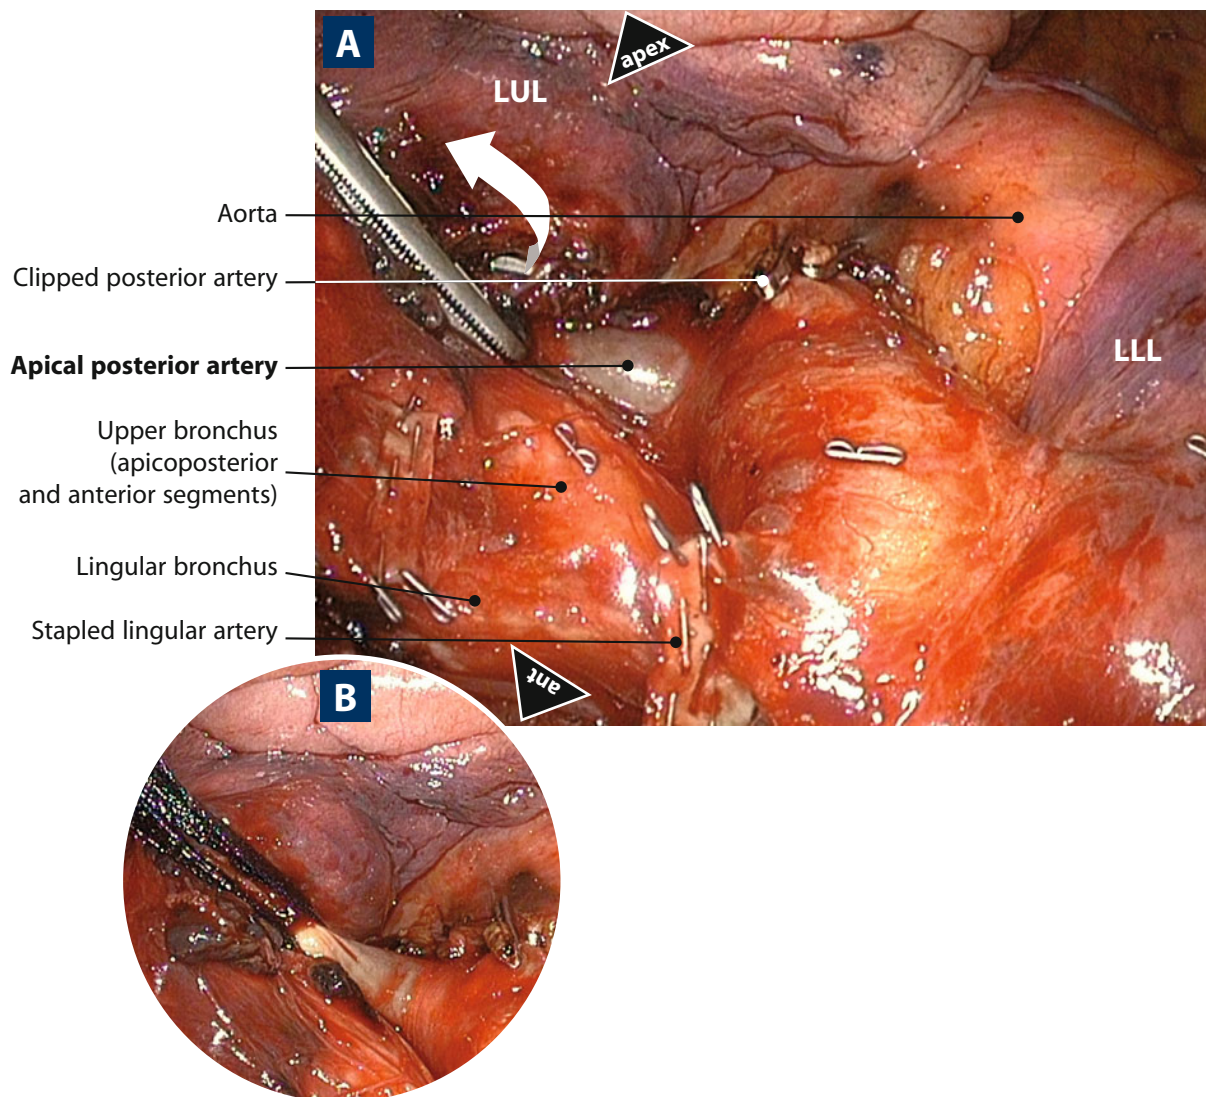 A
apex
LUL
Aorta
Clipped posterior artery
Apical posterior artery
LLL
Upper bronchus
(apicoposterior
and anterior segments)
Lingular bronchus
Stapled lingular artery
ant
B